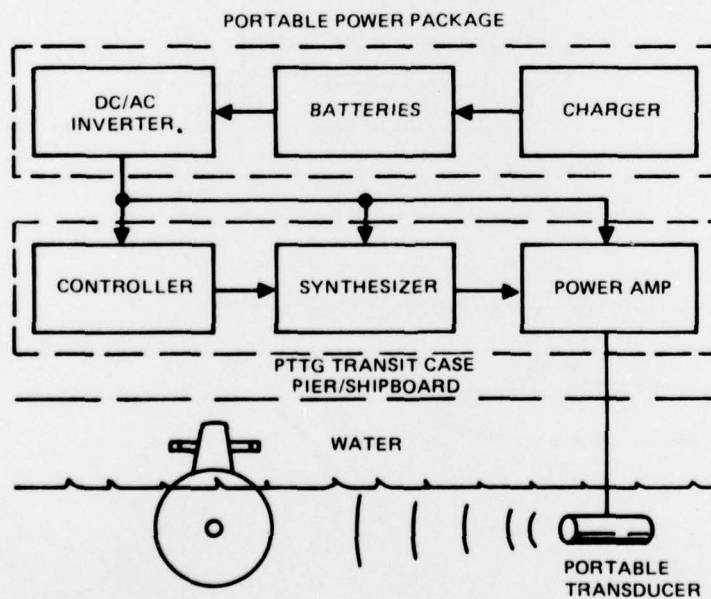 PORTABLE POWER PACKAGE
DC/AC
INVERTER.
BATTERIES
CHARGER
CONTROLLER
SYNTHESIZER
POWER AMP
PTTG TRANSIT CASE
PIER/SHIPBOARD
WATER
PORTABLE
TRANSDUCER